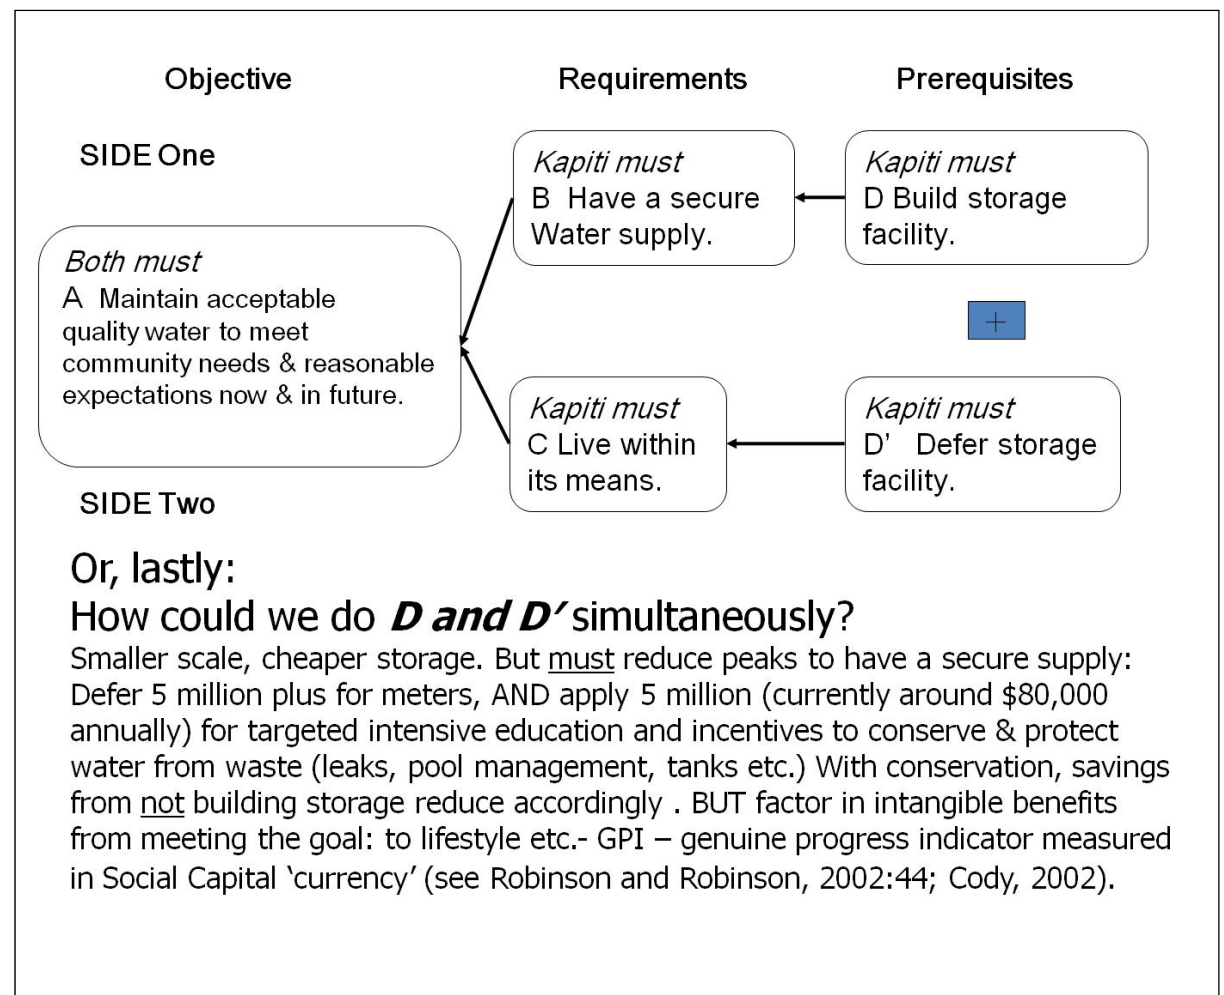 Objective
Requirements
Prerequisites
SIDE One
Kapiti must
B Have a secure
Water supply.
Kapiti must
D Build storage
facility.
Both must
A Maintain acceptable
quality water to meet
community needs & reasonable
expectations now & in future.
+
Kapiti must
C Live within
its means.
Kapiti must
D’ Defer storage
facility.
SIDE Two
Or, lastly:
How could we do D and D’ simultaneously?
Smaller scale, cheaper storage. But must reduce peaks to have a secure supply:
Defer 5 million plus for meters, AND apply 5 million (currently around $80,000
annually) for targeted intensive education and incentives to conserve & protect
water from waste (leaks, pool management, tanks etc.) With conservation, savings
from not building storage reduce accordingly . BUT factor in intangible benefits
from meeting the goal: to lifestyle etc.- GPI – genuine progress indicator measured
in Social Capital ‘currency’ (see Robinson and Robinson, 2002:44; Cody, 2002).